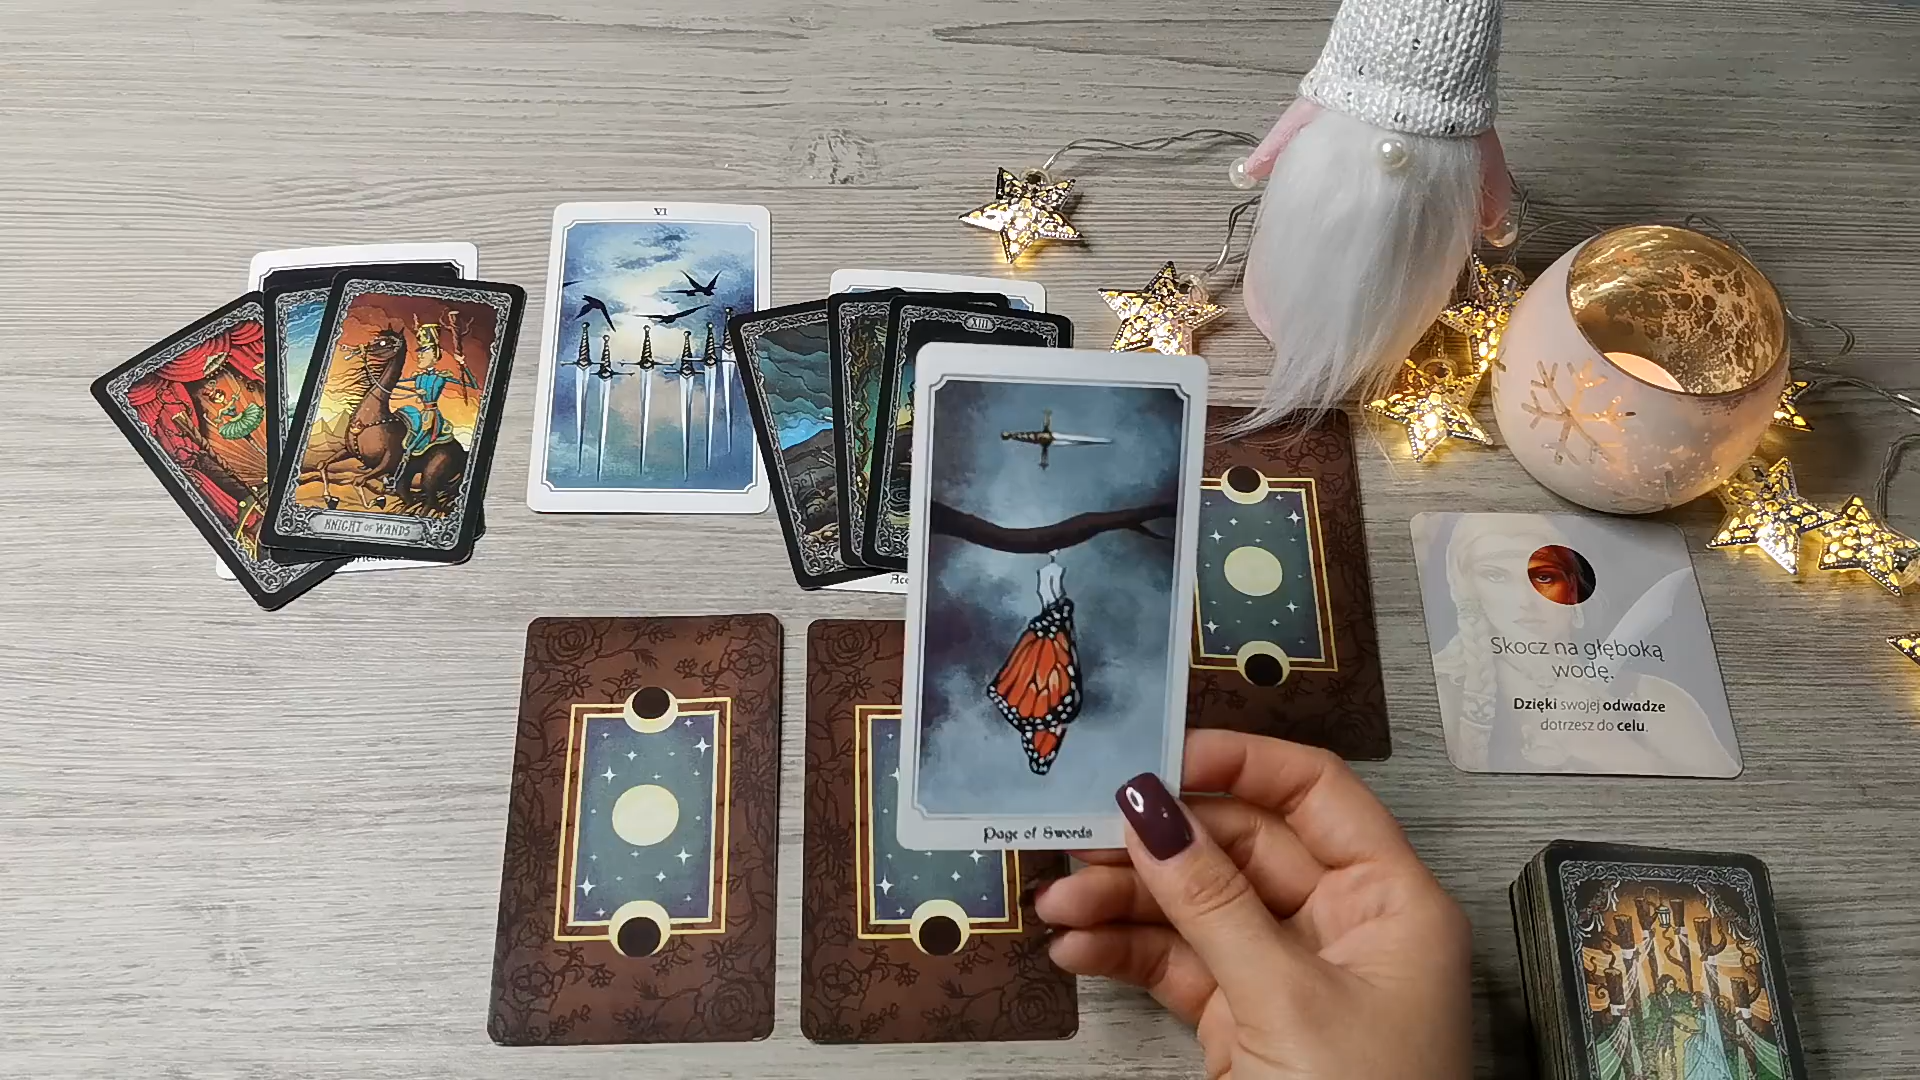 VI
XIII
KNIGHT OF WANDS
Page of Swords
Skocz na głęboką
wodę.
Dzięki swojej odwadze
dotrzesz do celu.